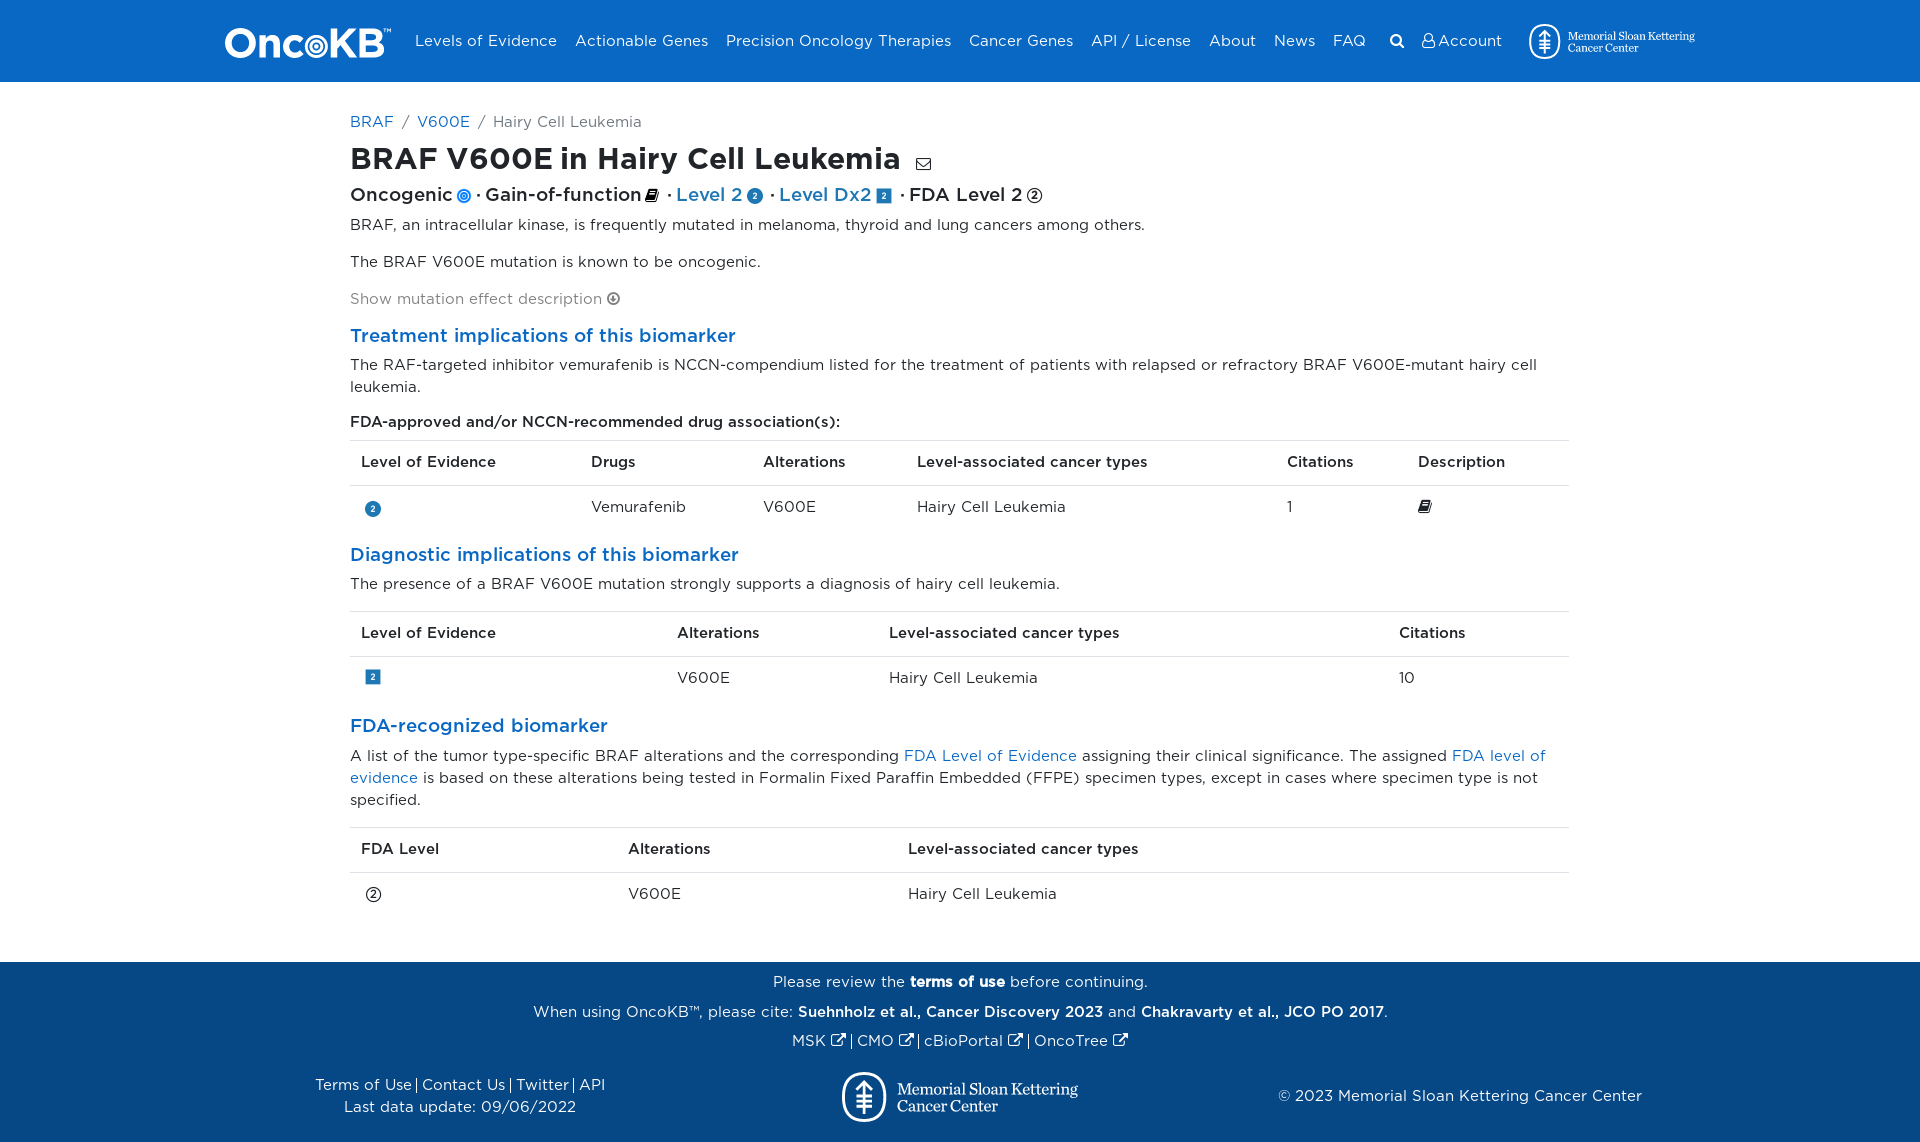 OncoKB™ Levels of Evidence Actionable Genes Precision Oncology Therapies Cancer Genes API / License About News FAQ Account Memorial Sloan Kettering Cancer Center
BRAF / V600E / Hairy Cell Leukemia
BRAF V600E in Hairy Cell Leukemia
Oncogenic · Gain-of-function · Level 2 2 · Level Dx2 2 · FDA Level 2 2
BRAF, an intracellular kinase, is frequently mutated in melanoma, thyroid and lung cancers among others.
The BRAF V600E mutation is known to be oncogenic.
Show mutation effect description
Treatment implications of this biomarker
The RAF-targeted inhibitor vemurafenib is NCCN-compendium listed for the treatment of patients with relapsed or refractory BRAF V600E-mutant hairy cell
leukemia.
FDA-approved and/or NCCN-recommended drug association(s):
Level of Evidence Drugs Alterations Level-associated cancer types Citations Description
2 Vemurafenib V600E Hairy Cell Leukemia 1
Diagnostic implications of this biomarker
The presence of a BRAF V600E mutation strongly supports a diagnosis of hairy cell leukemia.
Level of Evidence Alterations Level-associated cancer types Citations
2 V600E Hairy Cell Leukemia 10
FDA-recognized biomarker
A list of the tumor type-specific BRAF alterations and the corresponding FDA Level of Evidence assigning their clinical significance. The assigned FDA level of
evidence is based on these alterations being tested in Formalin Fixed Paraffin Embedded (FFPE) specimen types, except in cases where specimen type is not
specified.
FDA Level Alterations Level-associated cancer types
2 V600E Hairy Cell Leukemia
Please review the terms of use before continuing.
When using OncoKB™, please cite: Suehnholz et al., Cancer Discovery 2023 and Chakravarty et al., JCO PO 2017.
MSK | CMO | cBioPortal | OncoTree
Terms of Use | Contact Us | Twitter | API
Last data update: 09/06/2022
Memorial Sloan Kettering
Cancer Center
© 2023 Memorial Sloan Kettering Cancer Center